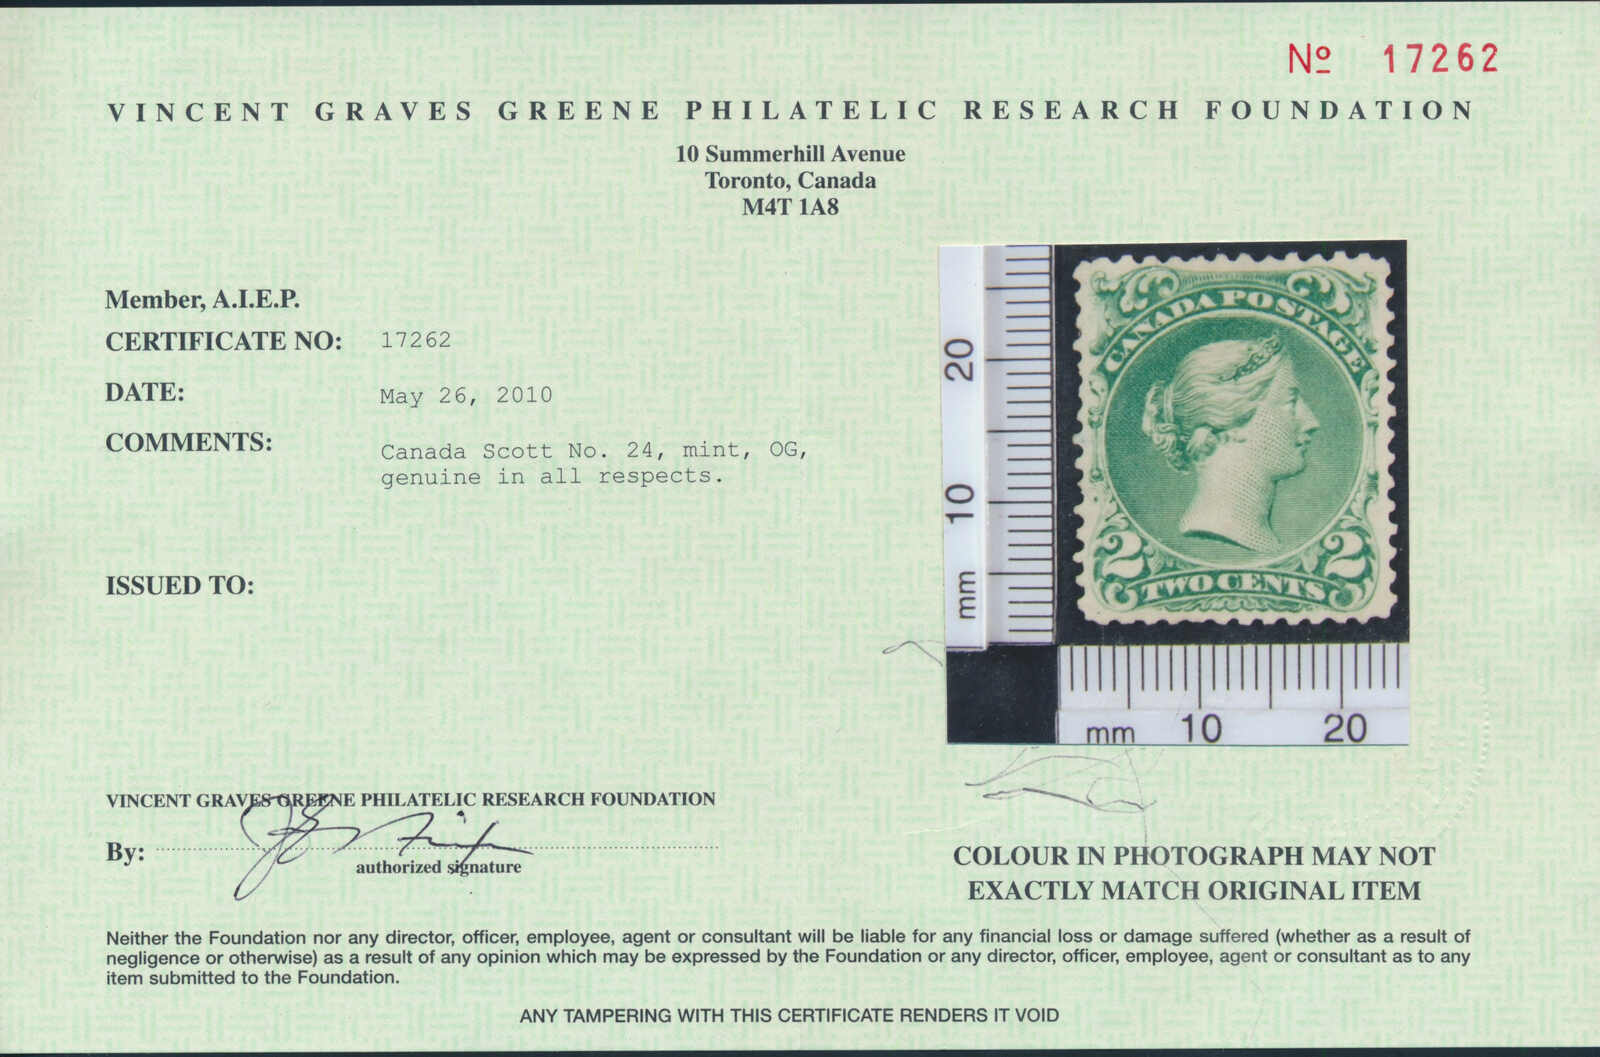 Nº 17262
VINCENT GRAVES GREENE PHILATELIC RESEARCH FOUNDATION
10 Summerhill Avenue
Toronto, Canada
M4T 1A8
Member, A.I.E.P.
CERTIFICATE NO: 17262
DATE: May 26, 2010
COMMENTS: Canada Scott No. 24, mint, OG,
genuine in all respects.
ISSUED TO:
20
10
mm
CANADA POSTAGE
2 2
TWO CENTS
mm 10 20
VINCENT GRAVES GREENE PHILATELIC RESEARCH FOUNDATION
By:
authorized signature
COLOUR IN PHOTOGRAPH MAY NOT
EXACTLY MATCH ORIGINAL ITEM
Neither the Foundation nor any director, officer, employee, agent or consultant will be liable for any financial loss or damage suffered (whether as a result of
negligence or otherwise) as a result of any opinion which may be expressed by the Foundation or any director, officer, employee, agent or consultant as to any
item submitted to the Foundation.
ANY TAMPERING WITH THIS CERTIFICATE RENDERS IT VOID